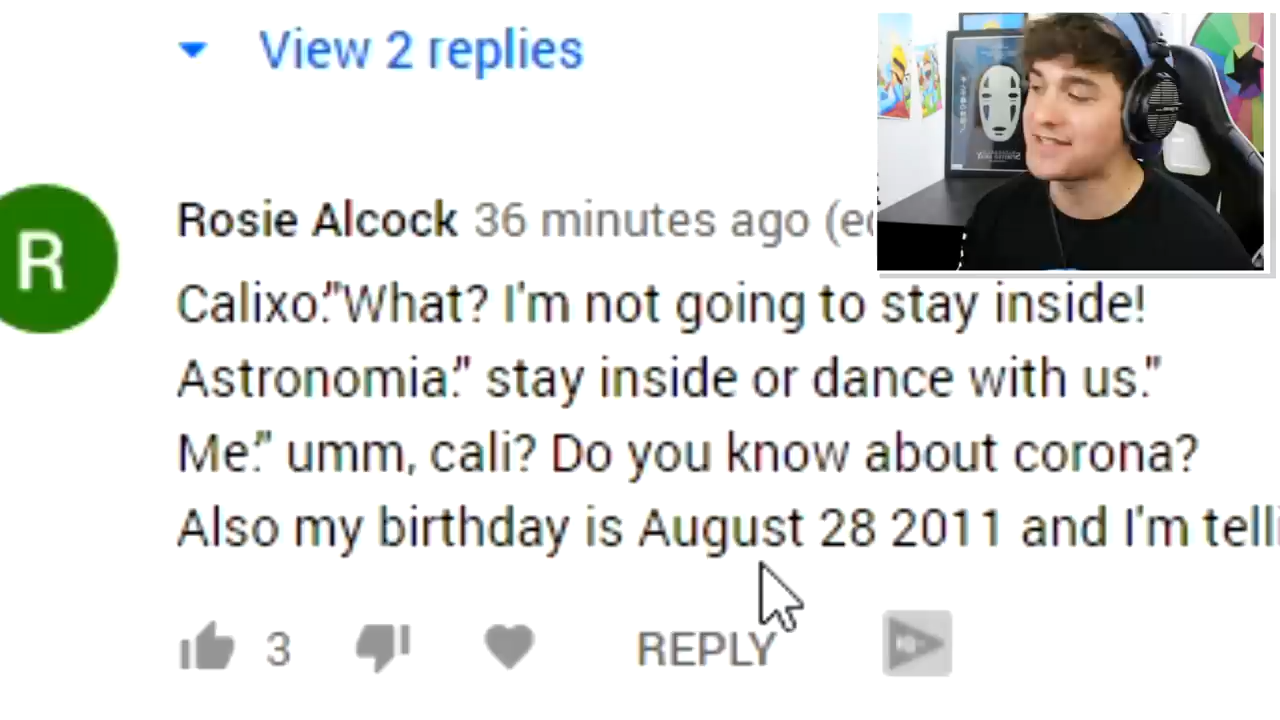 View 2 replies
Rosie Alcock 36 minutes ago (ed
Calixo:"What? I'm not going to stay inside!
Astronomia:" stay inside or dance with us."
Me:" umm, cali? Do you know about corona?
Also my birthday is August 28 2011 and I'm telli
3 REPLY
R